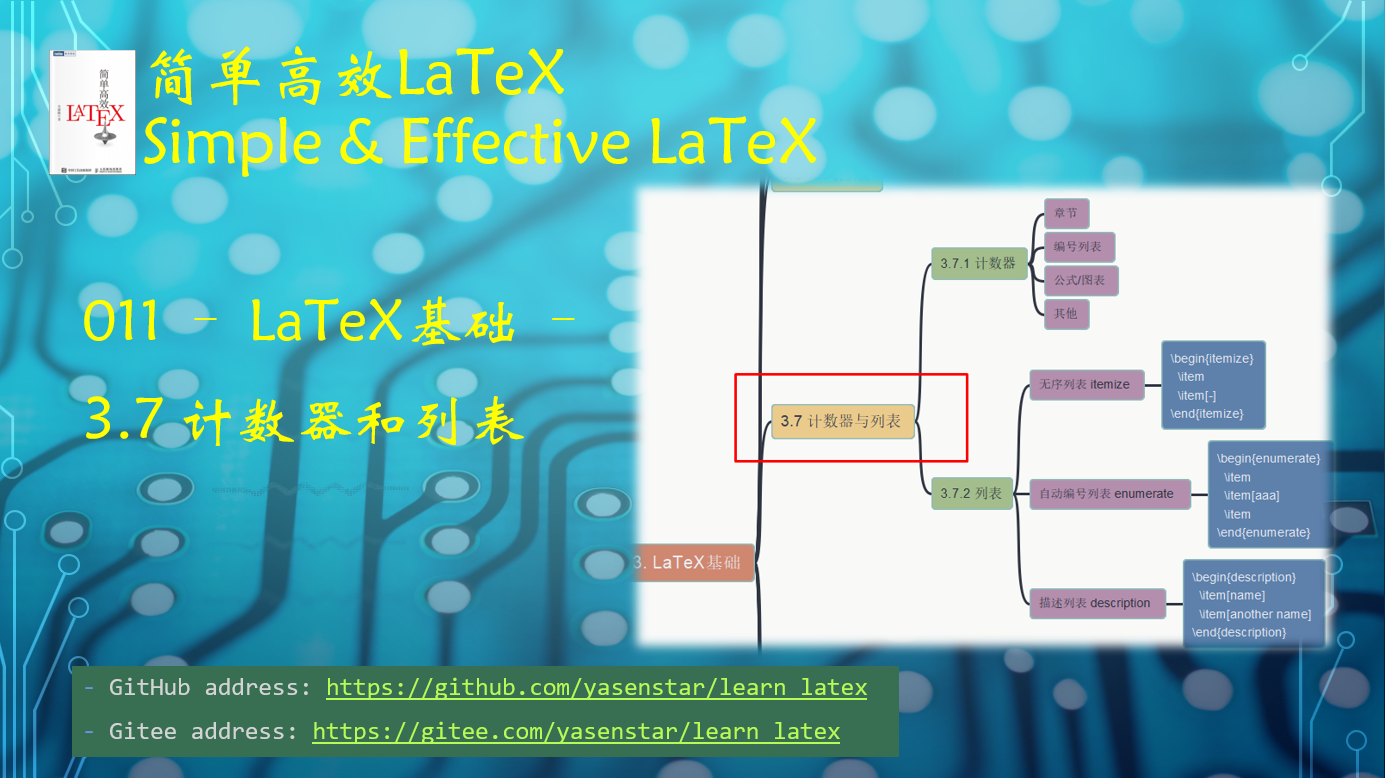 简单高效LaTeX
Simple & Effective LaTeX
简单高效
LATEX
011 – LaTeX基础 –
3.7 计数器和列表
3. LaTeX基础
3.7 计数器与列表
3.7.1 计数器
章节
编号列表
公式/图表
其他
3.7.2 列表
无序列表 itemize
\begin{itemize}
\item
\item[-]
\end{itemize}
自动编号列表 enumerate
\begin{enumerate}
\item
\item[aaa]
\item
\end{enumerate}
描述列表 description
\begin{description}
\item[name]
\item[another name]
\end{description}
- GitHub address: https://github.com/yasenstar/learn_latex
- Gitee address: https://gitee.com/yasenstar/learn_latex